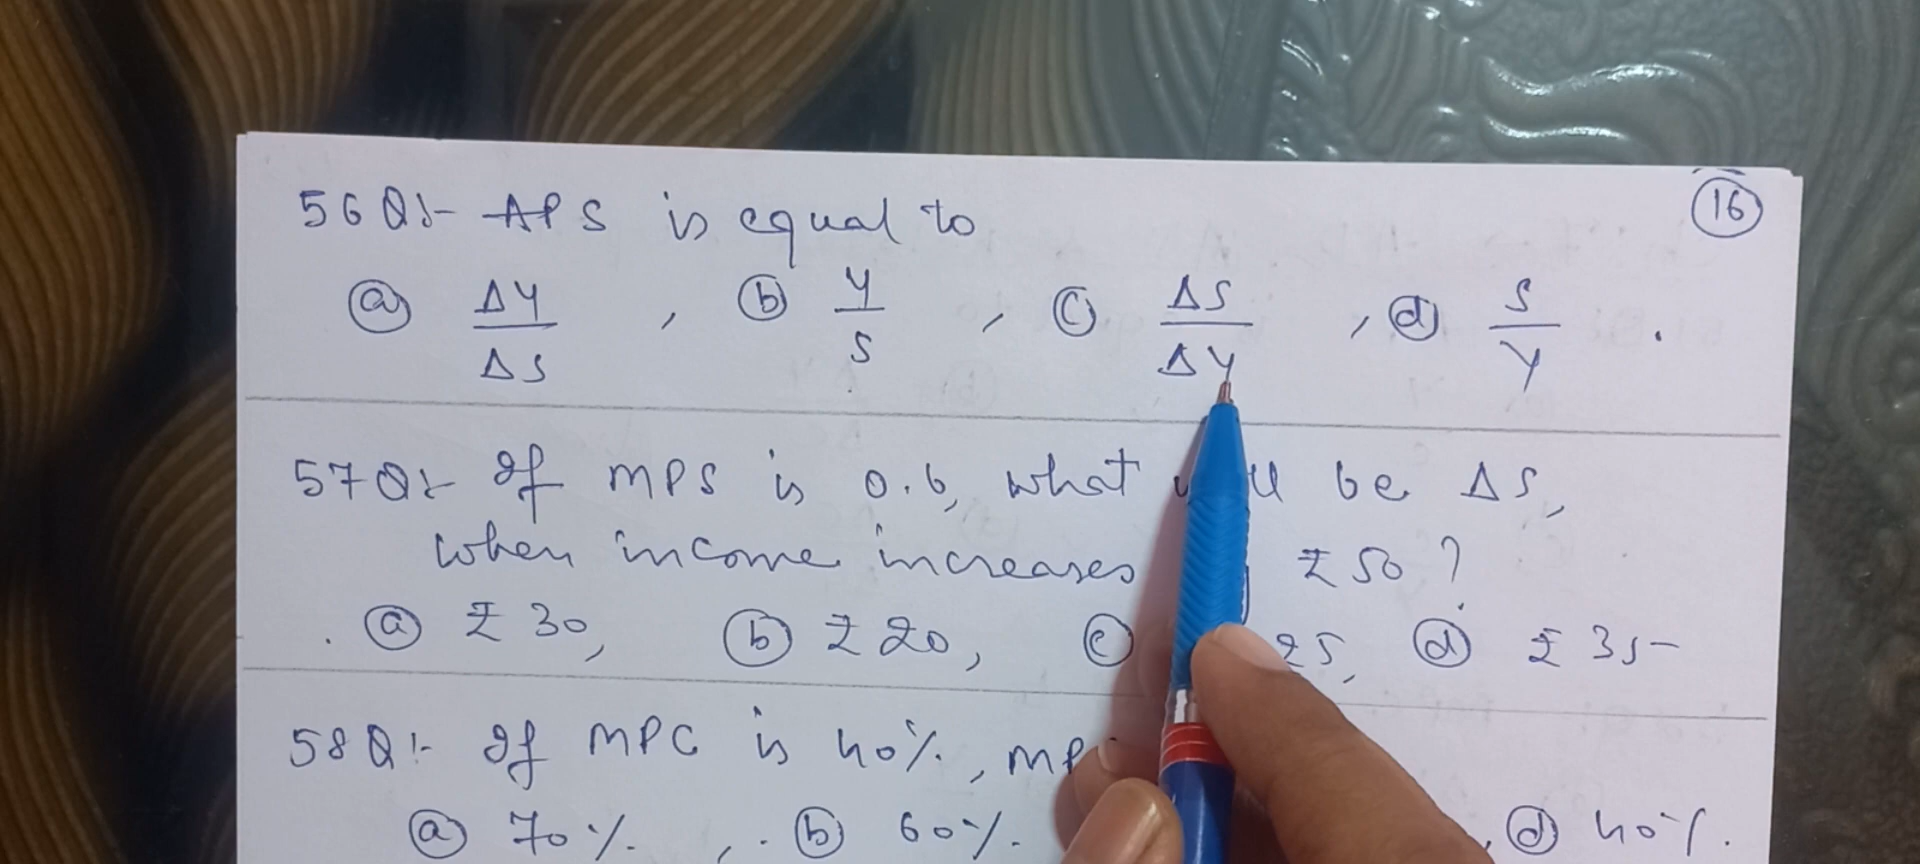 16
56Q:- APS is equal to
(a) ΔY/ΔS, (b) Y/S, (c) ΔS/ΔY, (d) S/Y.
57Q:- If MPS is 0.6, what be ΔS,
when income increases ₹50?
(a) ₹30, (b) ₹20, (c) 25, (d) ₹35
58Q:- If MPC is 40%,
(a) 70%, (b) 60%. , (d) 40%.